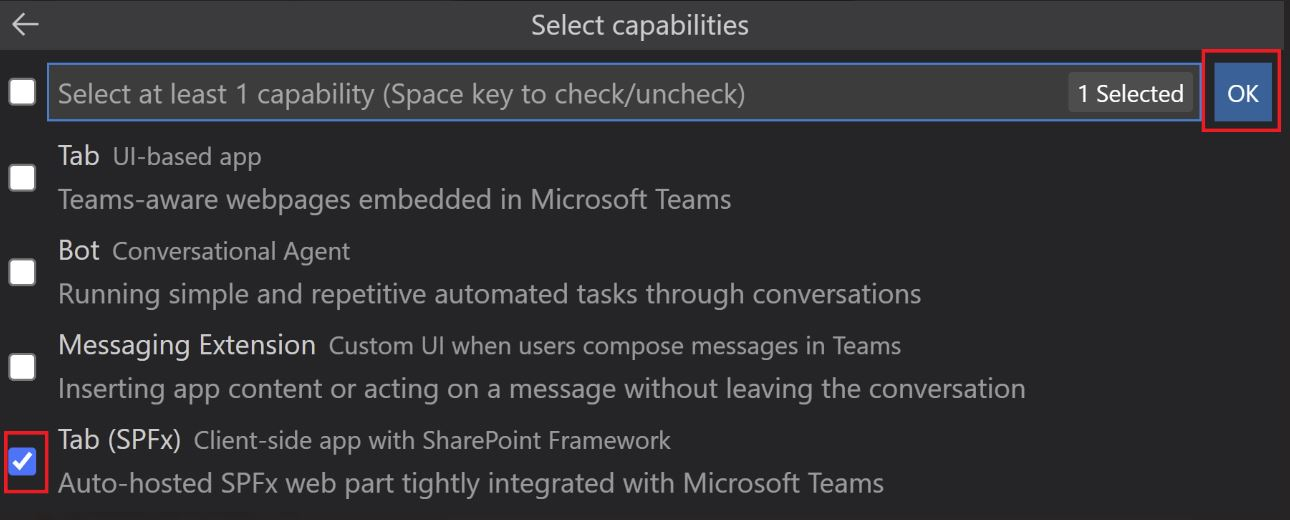 Select capabilities
Select at least 1 capability (Space key to check/uncheck) 1 Selected OK
Tab UI-based app
Teams-aware webpages embedded in Microsoft Teams
Bot Conversational Agent
Running simple and repetitive automated tasks through conversations
Messaging Extension Custom UI when users compose messages in Teams
Inserting app content or acting on a message without leaving the conversation
Tab (SPFx) Client-side app with SharePoint Framework
Auto-hosted SPFx web part tightly integrated with Microsoft Teams